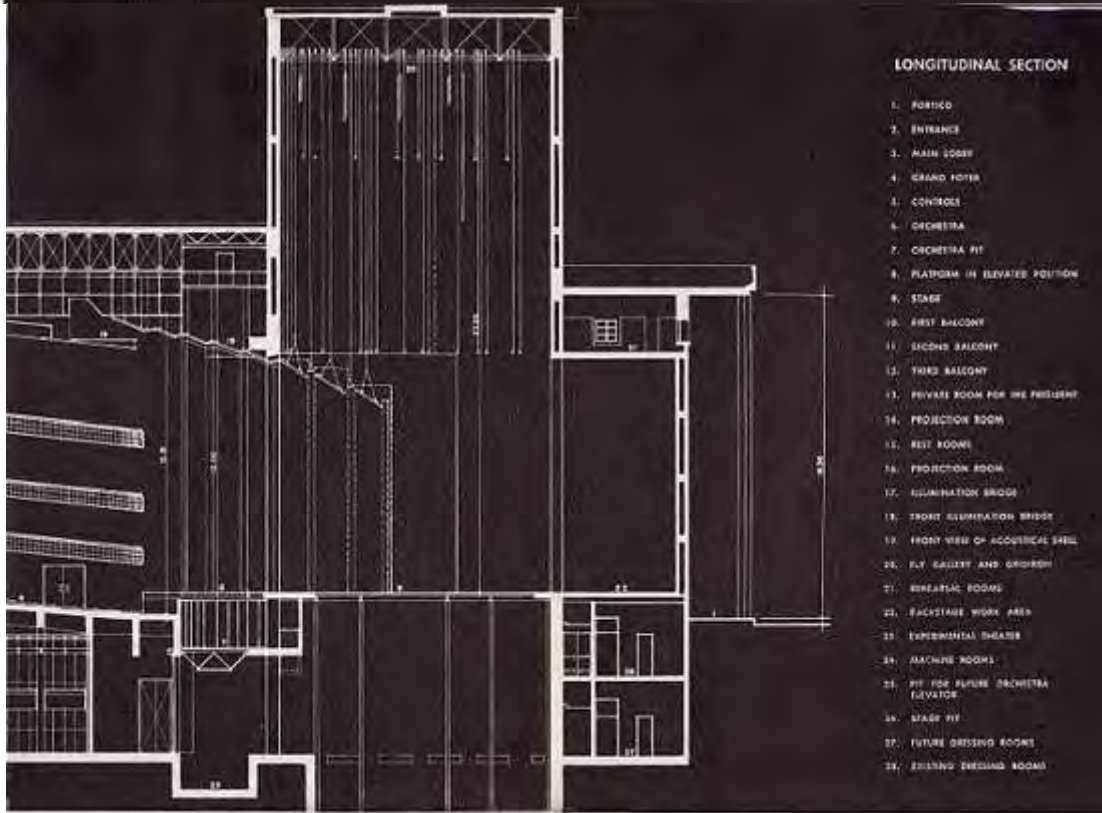 LONGITUDINAL SECTION
1. PORTICO
2. ENTRANCE
3. MAIN LOBBY
4. GRAND FOYER
5. CONTROLS
6. ORCHESTRA
7. ORCHESTRA PIT
8. PLATFORM IN ELEVATED POSITION
9. STAGE
10. FIRST BALCONY
11. SECOND BALCONY
12. THIRD BALCONY
13. PRIVATE ROOM FOR THE PRESIDENT
14. PROJECTION ROOM
15. REST ROOMS
16. PROJECTION ROOM
17. ILLUMINATION BRIDGE
18. FRONT ILLUMINATION BRIDGE
19. FRONT VIEW OF ACOUSTICAL SHELL
20. FLY GALLERY AND GRIDIRON
21. REHEARSAL ROOMS
22. BACKSTAGE WORK AREA
23. EXPERIMENTAL THEATER
24. MACHINE ROOMS
25. PIT FOR FUTURE ORCHESTRA
ELEVATOR
26. STAGE PIT
27. FUTURE DRESSING ROOMS
28. EXISTING DRESSING ROOMS